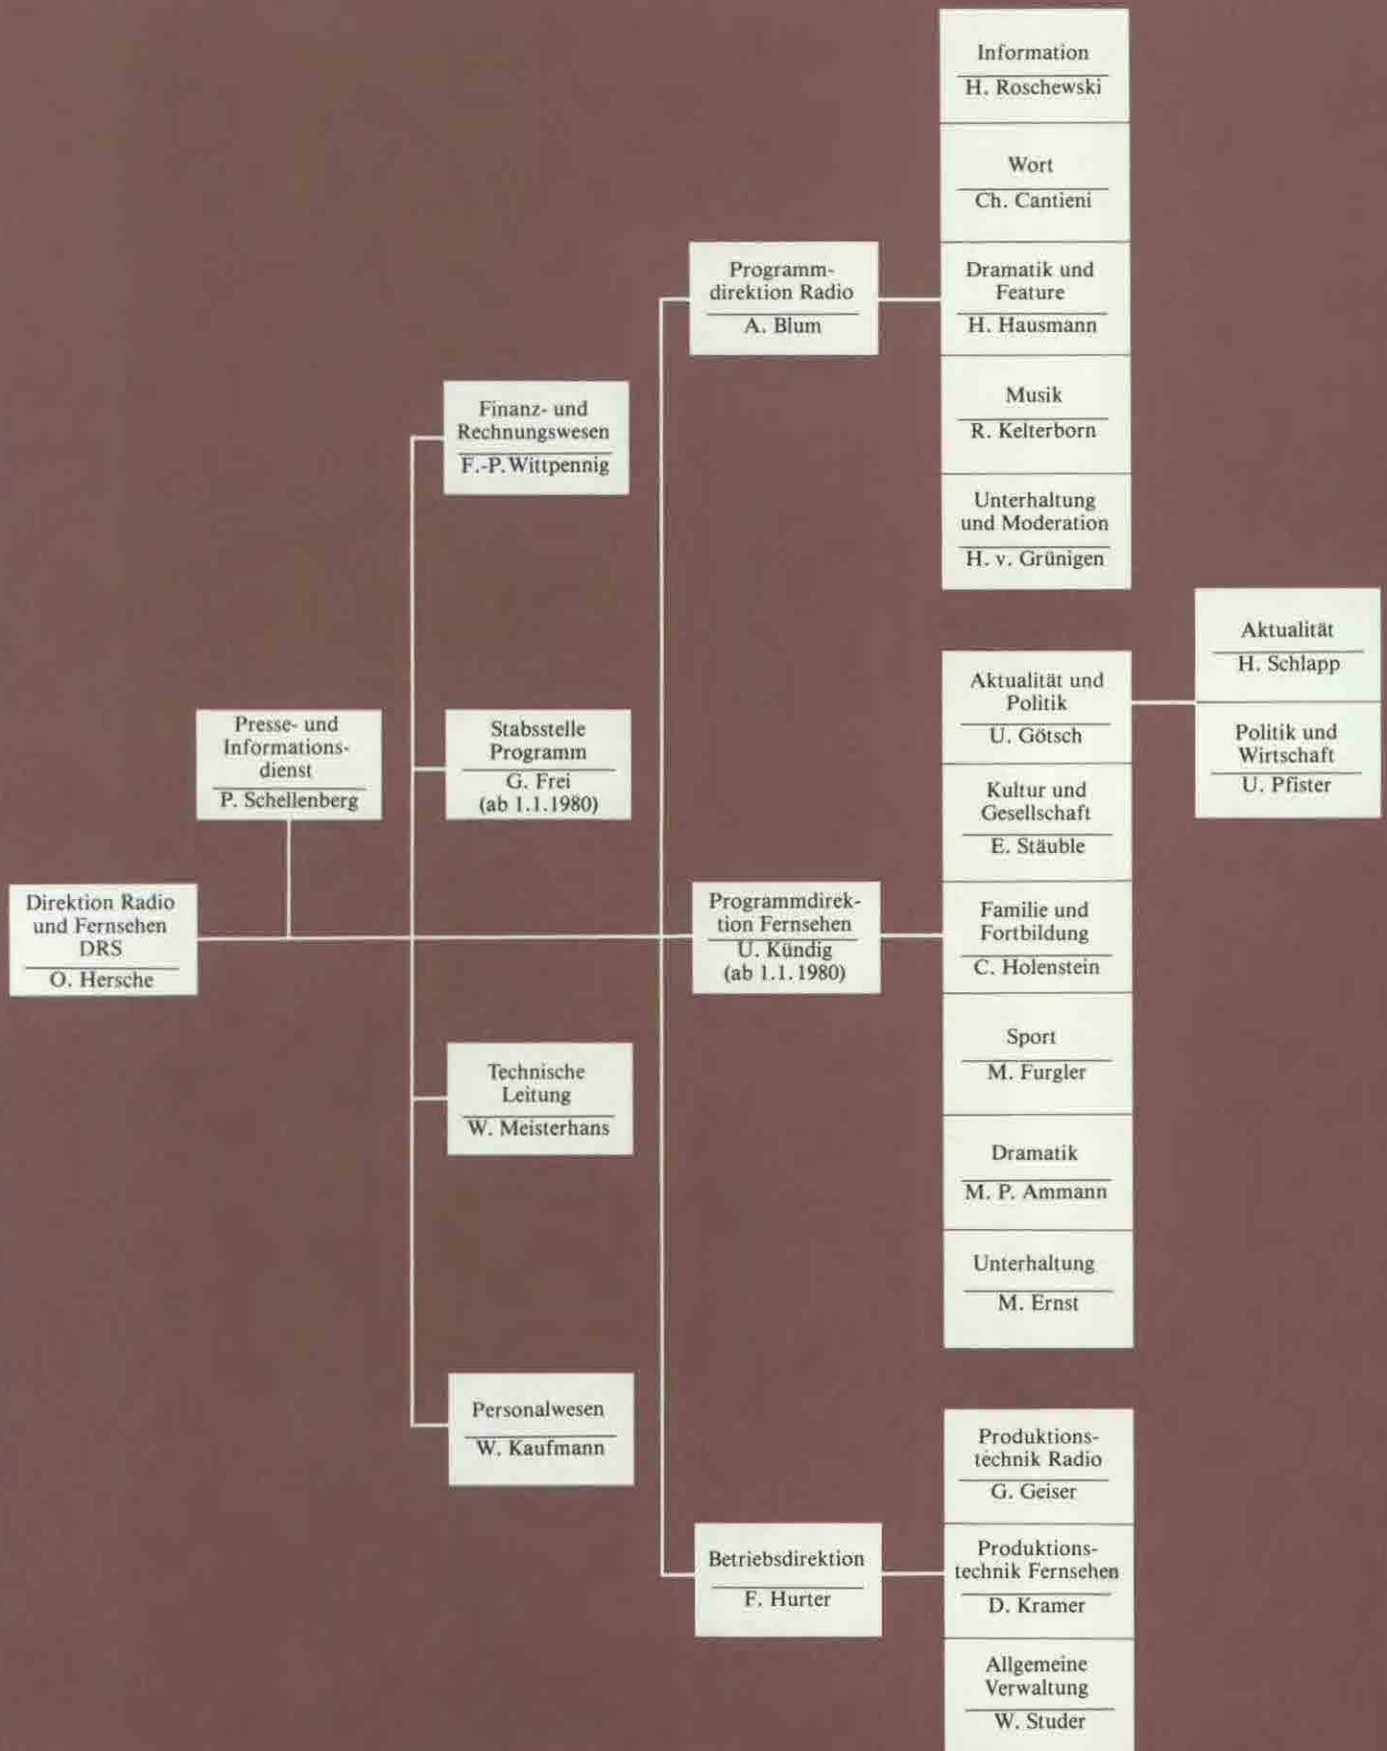 Direktion Radio
und Fernsehen
DRS
O. Hersche
Presse- und
Informations-
dienst
P. Schellenberg
Finanz- und
Rechnungswesen
F.-P. Wittpennig
Stabsstelle
Programm
G. Frei
(ab 1.1.1980)
Technische
Leitung
W. Meisterhans
Personalwesen
W. Kaufmann
Programm-
direktion Radio
A. Blum
Information
H. Roschewski
Wort
Ch. Cantieni
Dramatik und
Feature
H. Hausmann
Musik
R. Kelterborn
Unterhaltung
und Moderation
H. v. Grünigen
Programmdirek-
tion Fernsehen
U. Kündig
(ab 1.1.1980)
Aktualität und
Politik
U. Götsch
Aktualität
H. Schlapp
Politik und
Wirtschaft
U. Pfister
Kultur und
Gesellschaft
E. Stäuble
Familie und
Fortbildung
C. Holenstein
Sport
M. Furgler
Dramatik
M. P. Ammann
Unterhaltung
M. Ernst
Betriebsdirektion
F. Hurter
Produktions-
technik Radio
G. Geiser
Produktions-
technik Fernsehen
D. Kramer
Allgemeine
Verwaltung
W. Studer